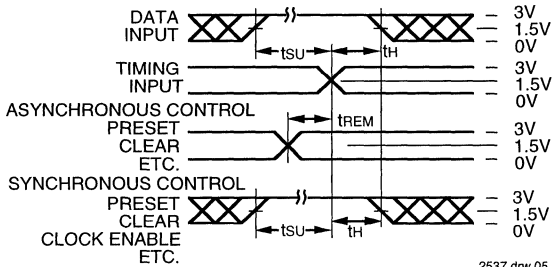 DATA INPUT
3V
1.5V
0V
tSU
tH
TIMING INPUT
3V
1.5V
0V
ASYNCHRONOUS CONTROL
PRESET
CLEAR
ETC.
tREM
3V
1.5V
0V
SYNCHRONOUS CONTROL
PRESET
CLEAR
CLOCK ENABLE
ETC.
tSU
tH
3V
1.5V
0V
2537 drw 05